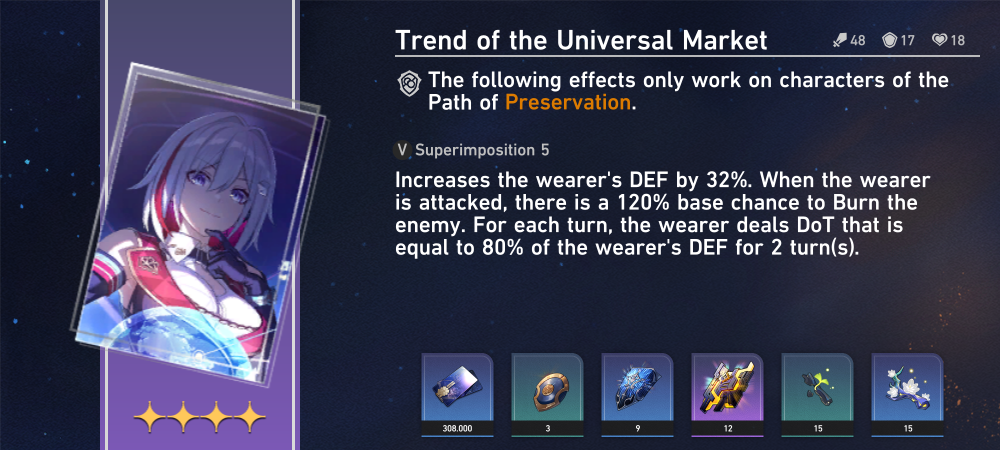 Trend of the Universal Market
48 17 18
The following effects only work on characters of the
Path of Preservation.
V Superimposition 5
Increases the wearer's DEF by 32%. When the wearer
is attacked, there is a 120% base chance to Burn the
enemy. For each turn, the wearer deals DoT that is
equal to 80% of the wearer's DEF for 2 turn(s).
308.000 3 9 12 15 15